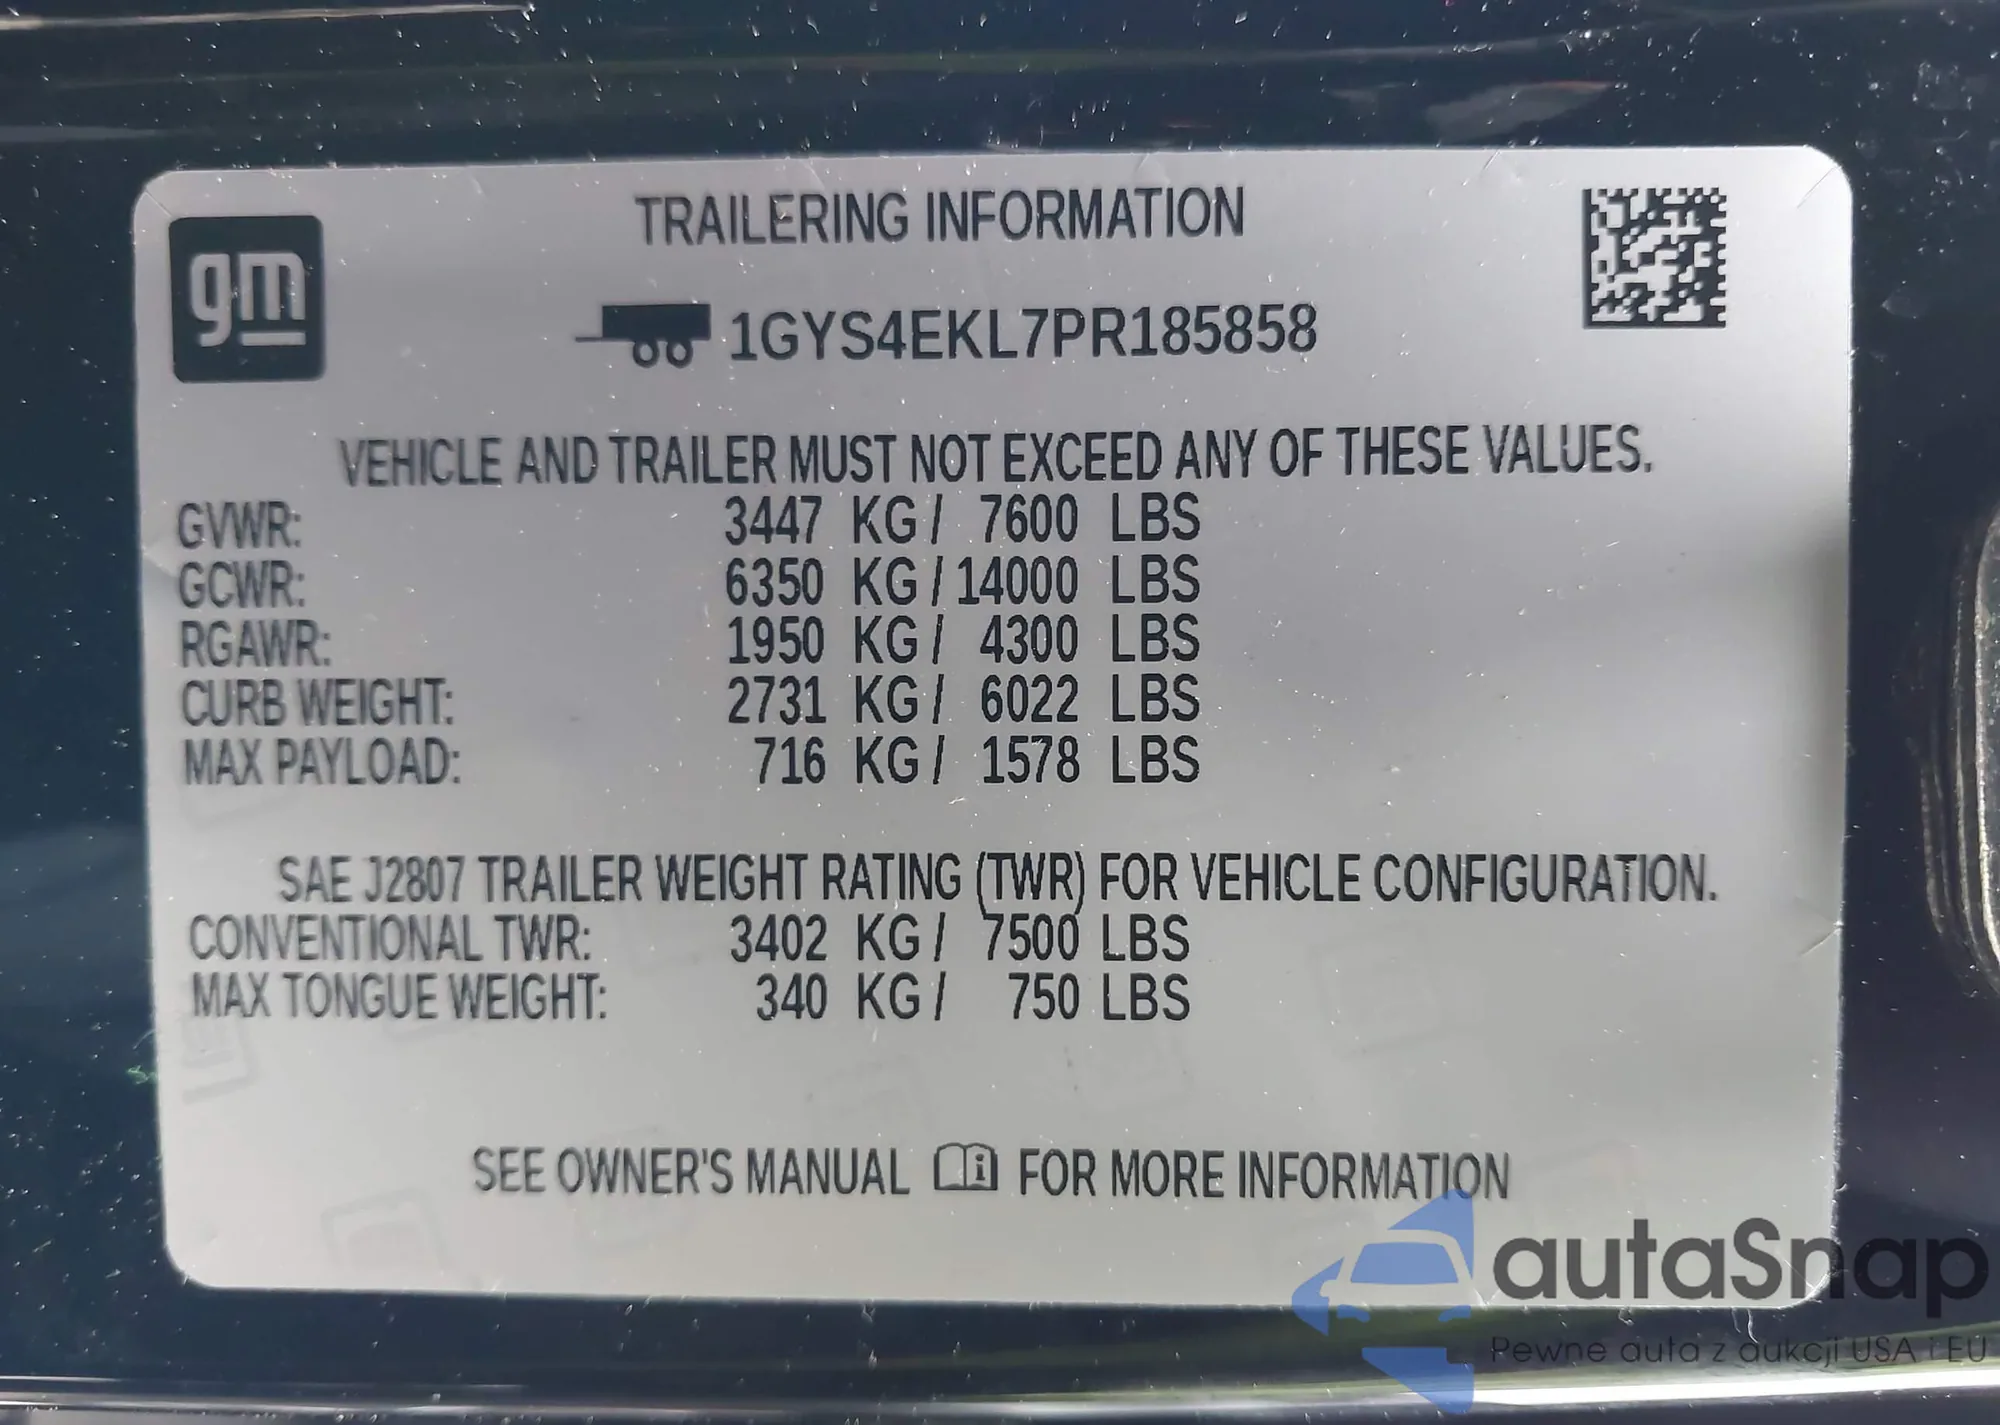 gm
TRAILERING INFORMATION
1GYS4EKL7PR185858
VEHICLE AND TRAILER MUST NOT EXCEED ANY OF THESE VALUES.
GVWR: 3447 KG / 7600 LBS
GCWR: 6350 KG / 14000 LBS
RGAWR: 1950 KG / 4300 LBS
CURB WEIGHT: 2731 KG / 6022 LBS
MAX PAYLOAD: 716 KG / 1578 LBS
SAE J2807 TRAILER WEIGHT RATING (TWR) FOR VEHICLE CONFIGURATION.
CONVENTIONAL TWR: 3402 KG / 7500 LBS
MAX TONGUE WEIGHT: 340 KG / 750 LBS
SEE OWNER'S MANUAL i FOR MORE INFORMATION
autaSnap
Pewne auta z aukcji USA i EU